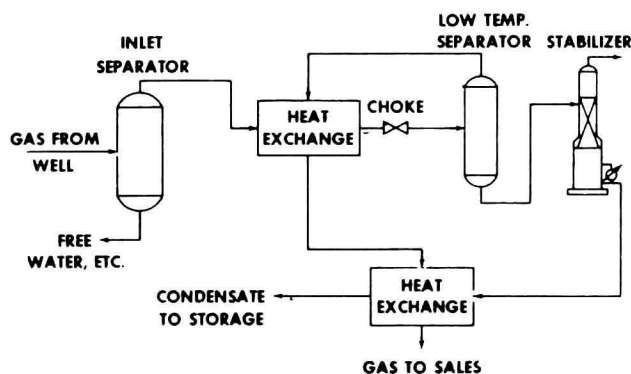 INLET
SEPARATOR
LOW TEMP.
SEPARATOR
STABILIZER
GAS FROM
WELL
HEAT
EXCHANGE
CHOKE
FREE
WATER, ETC.
CONDENSATE
TO STORAGE
HEAT
EXCHANGE
GAS TO SALES